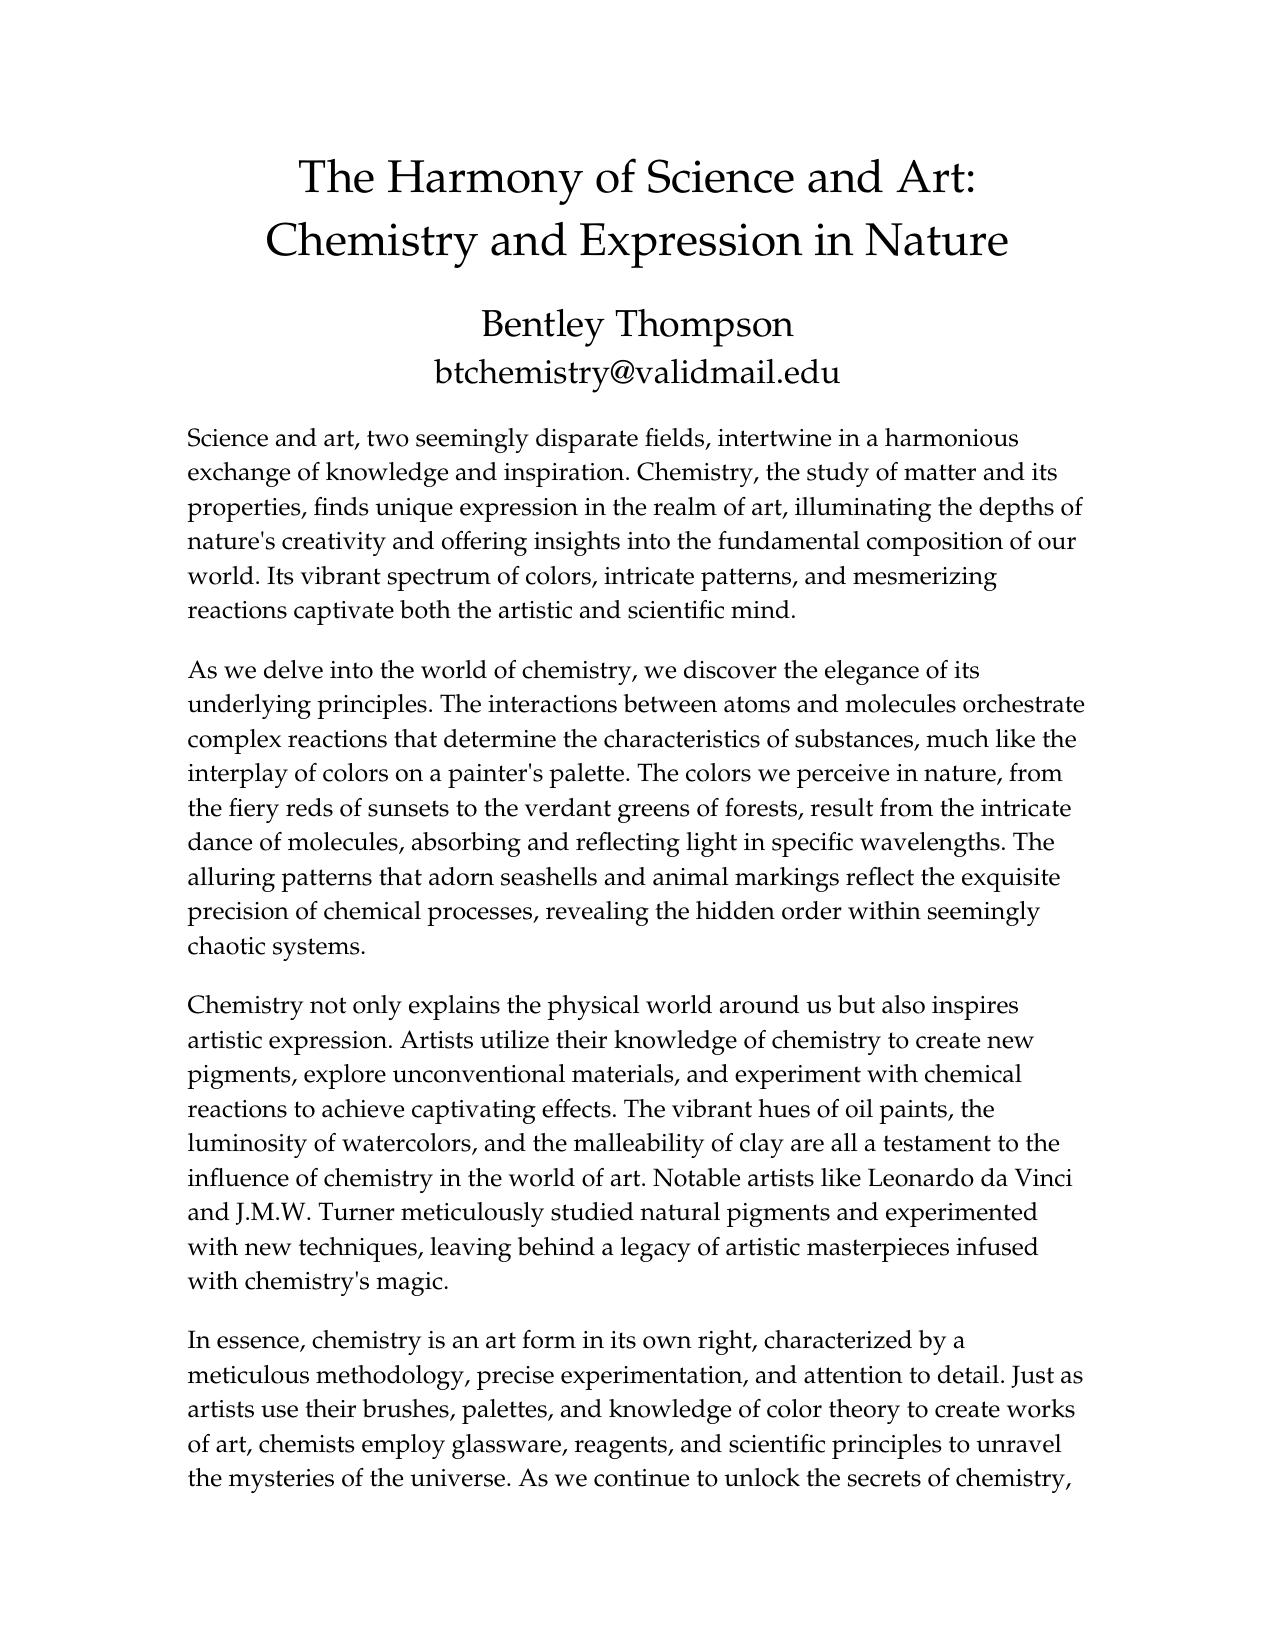 The Harmony of Science and Art:
Chemistry and Expression in Nature
Bentley Thompson
btchemistry@validmail.edu
Science and art, two seemingly disparate fields, intertwine in a harmonious
exchange of knowledge and inspiration. Chemistry, the study of matter and its
properties, finds unique expression in the realm of art, illuminating the depths of
nature's creativity and offering insights into the fundamental composition of our
world. Its vibrant spectrum of colors, intricate patterns, and mesmerizing
reactions captivate both the artistic and scientific mind.
As we delve into the world of chemistry, we discover the elegance of its
underlying principles. The interactions between atoms and molecules orchestrate
complex reactions that determine the characteristics of substances, much like the
interplay of colors on a painter's palette. The colors we perceive in nature, from
the fiery reds of sunsets to the verdant greens of forests, result from the intricate
dance of molecules, absorbing and reflecting light in specific wavelengths. The
alluring patterns that adorn seashells and animal markings reflect the exquisite
precision of chemical processes, revealing the hidden order within seemingly
chaotic systems.
Chemistry not only explains the physical world around us but also inspires
artistic expression. Artists utilize their knowledge of chemistry to create new
pigments, explore unconventional materials, and experiment with chemical
reactions to achieve captivating effects. The vibrant hues of oil paints, the
luminosity of watercolors, and the malleability of clay are all a testament to the
influence of chemistry in the world of art. Notable artists like Leonardo da Vinci
and J.M.W. Turner meticulously studied natural pigments and experimented
with new techniques, leaving behind a legacy of artistic masterpieces infused
with chemistry's magic.
In essence, chemistry is an art form in its own right, characterized by a
meticulous methodology, precise experimentation, and attention to detail. Just as
artists use their brushes, palettes, and knowledge of color theory to create works
of art, chemists employ glassware, reagents, and scientific principles to unravel
the mysteries of the universe. As we continue to unlock the secrets of chemistry,